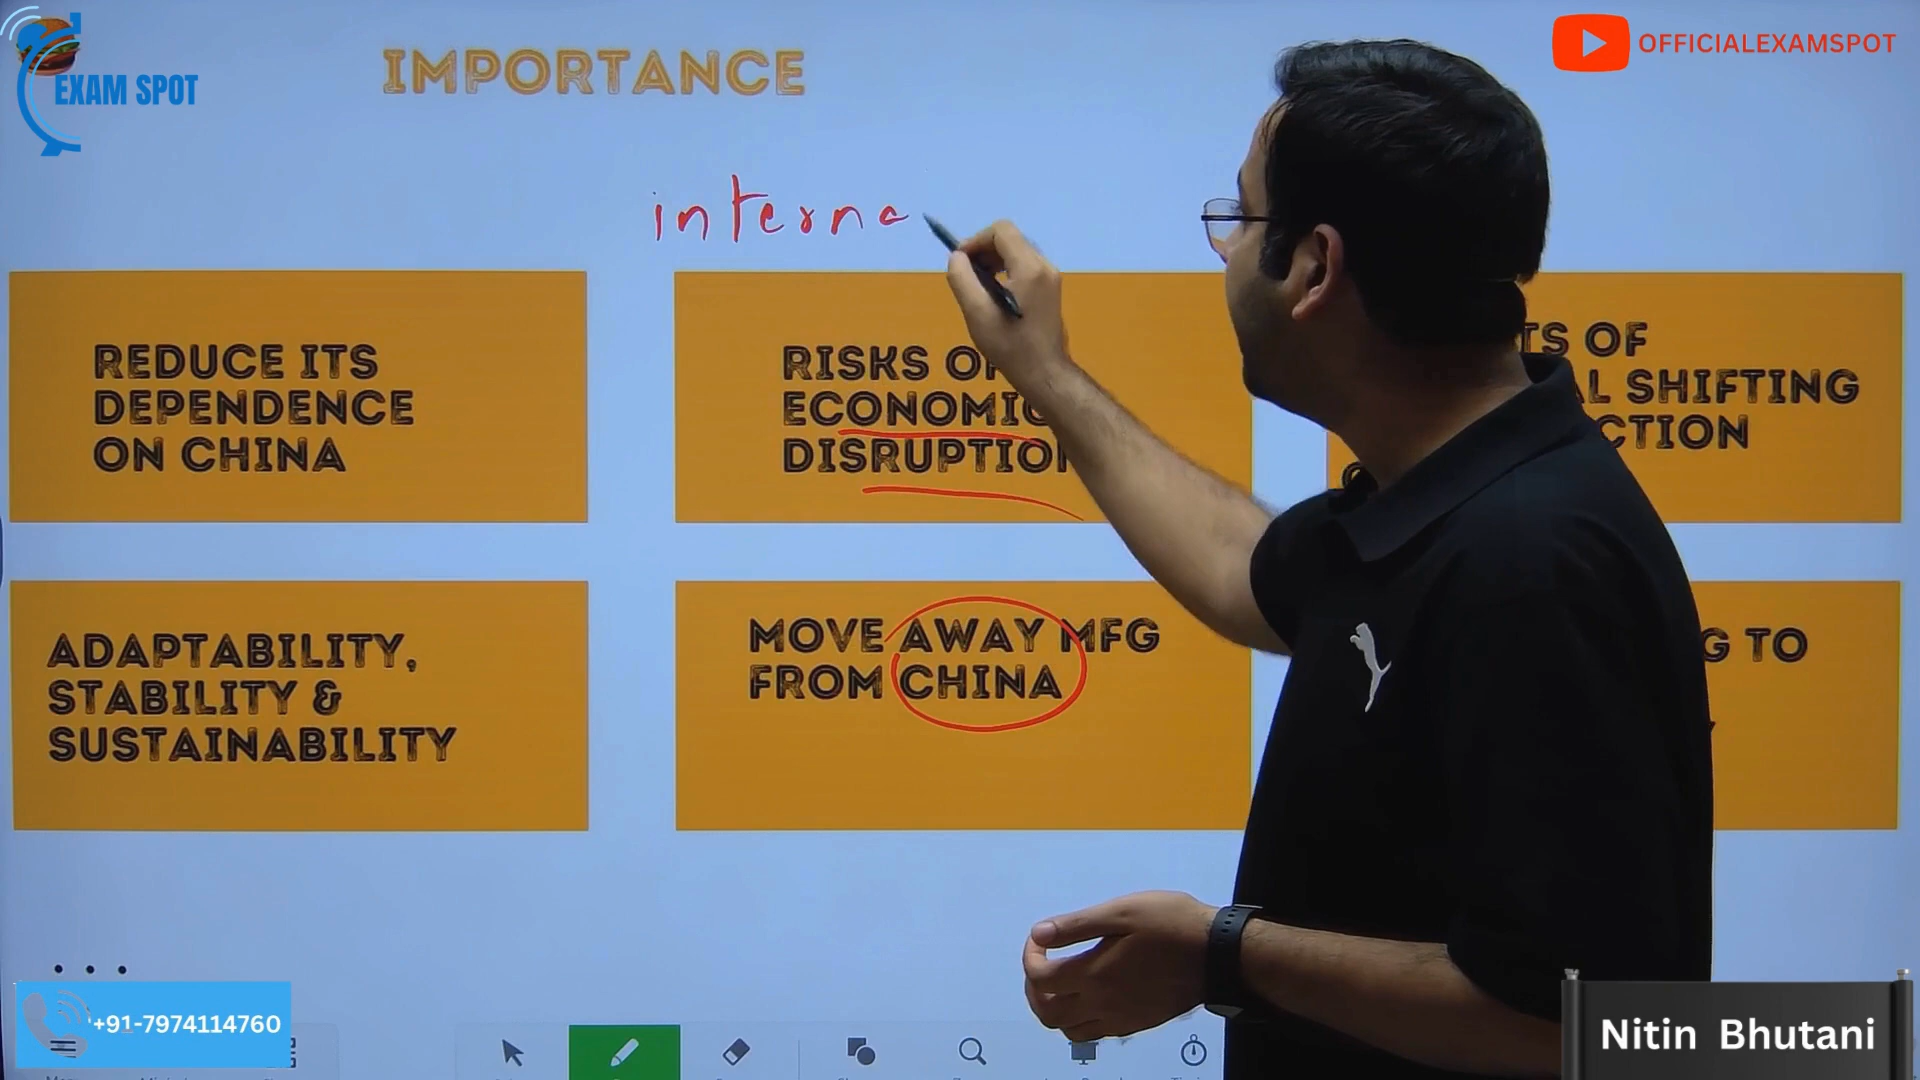 EXAM SPOT
IMPORTANCE
OFFICIALEXAMSPOT
interna
REDUCE ITS
DEPENDENCE
ON CHINA
RISKS OF
ECONOMIC
DISRUPTION
TS OF
L SHIFTING
CTION
ADAPTABILITY,
STABILITY &
SUSTAINABILITY
MOVE AWAY MFG
FROM CHINA
G TO
+91-7974114760
Nitin Bhutani